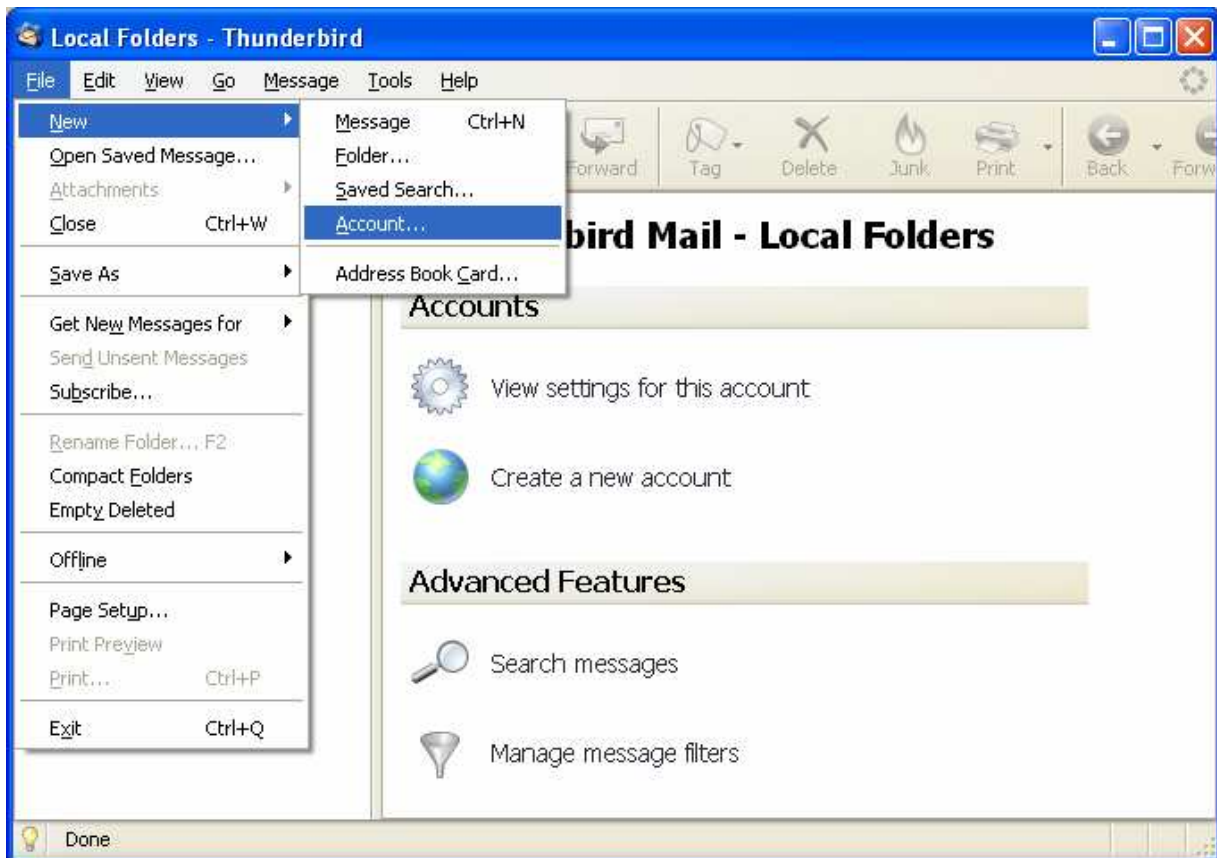 Local Folders - Thunderbird
File Edit View Go Message Tools Help
New
Open Saved Message...
Attachments
Close Ctrl+W
Save As
Get New Messages for
Send Unsent Messages
Subscribe...
Rename Folder... F2
Compact Folders
Empty Deleted
Offline
Page Setup...
Print Preview
Print... Ctrl+P
Exit Ctrl+Q
Message Ctrl+N
Folder...
Saved Search...
Account...
Address Book Card...
Forward Tag Delete Junk Print Back Forw
bird Mail - Local Folders
Accounts
View settings for this account
Create a new account
Advanced Features
Search messages
Manage message filters
Done